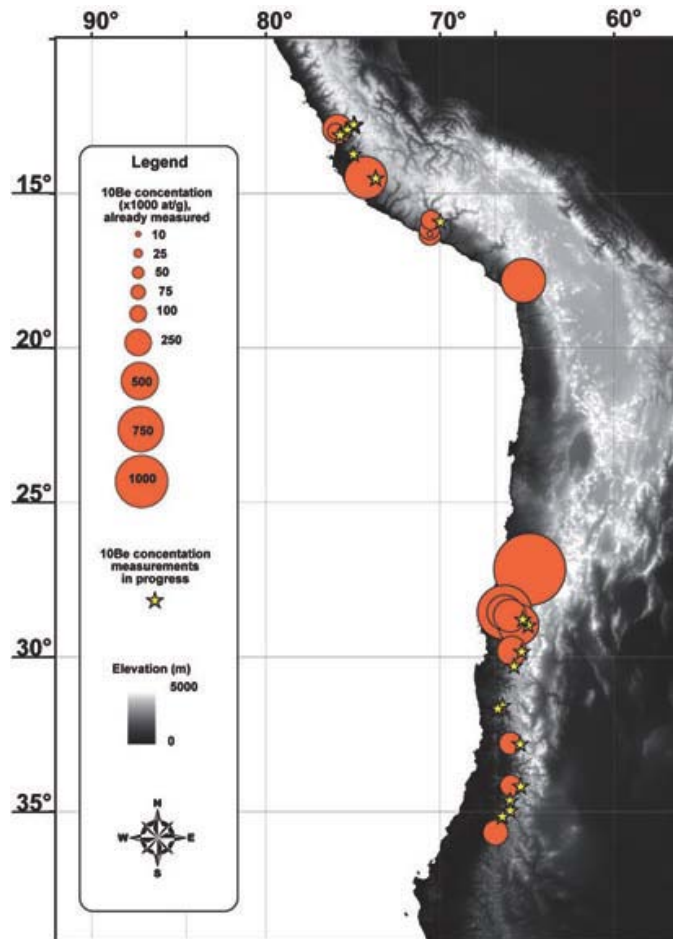 90° 80° 70° 60°
15°
20°
25°
30°
35°
Legend
10Be concentation
(x1000 at/g),
already measured
10
25
50
75
100
250
500
750
1000
10Be concentration
measurements
in progress
Elevation (m)
5000
0
N
W E
S